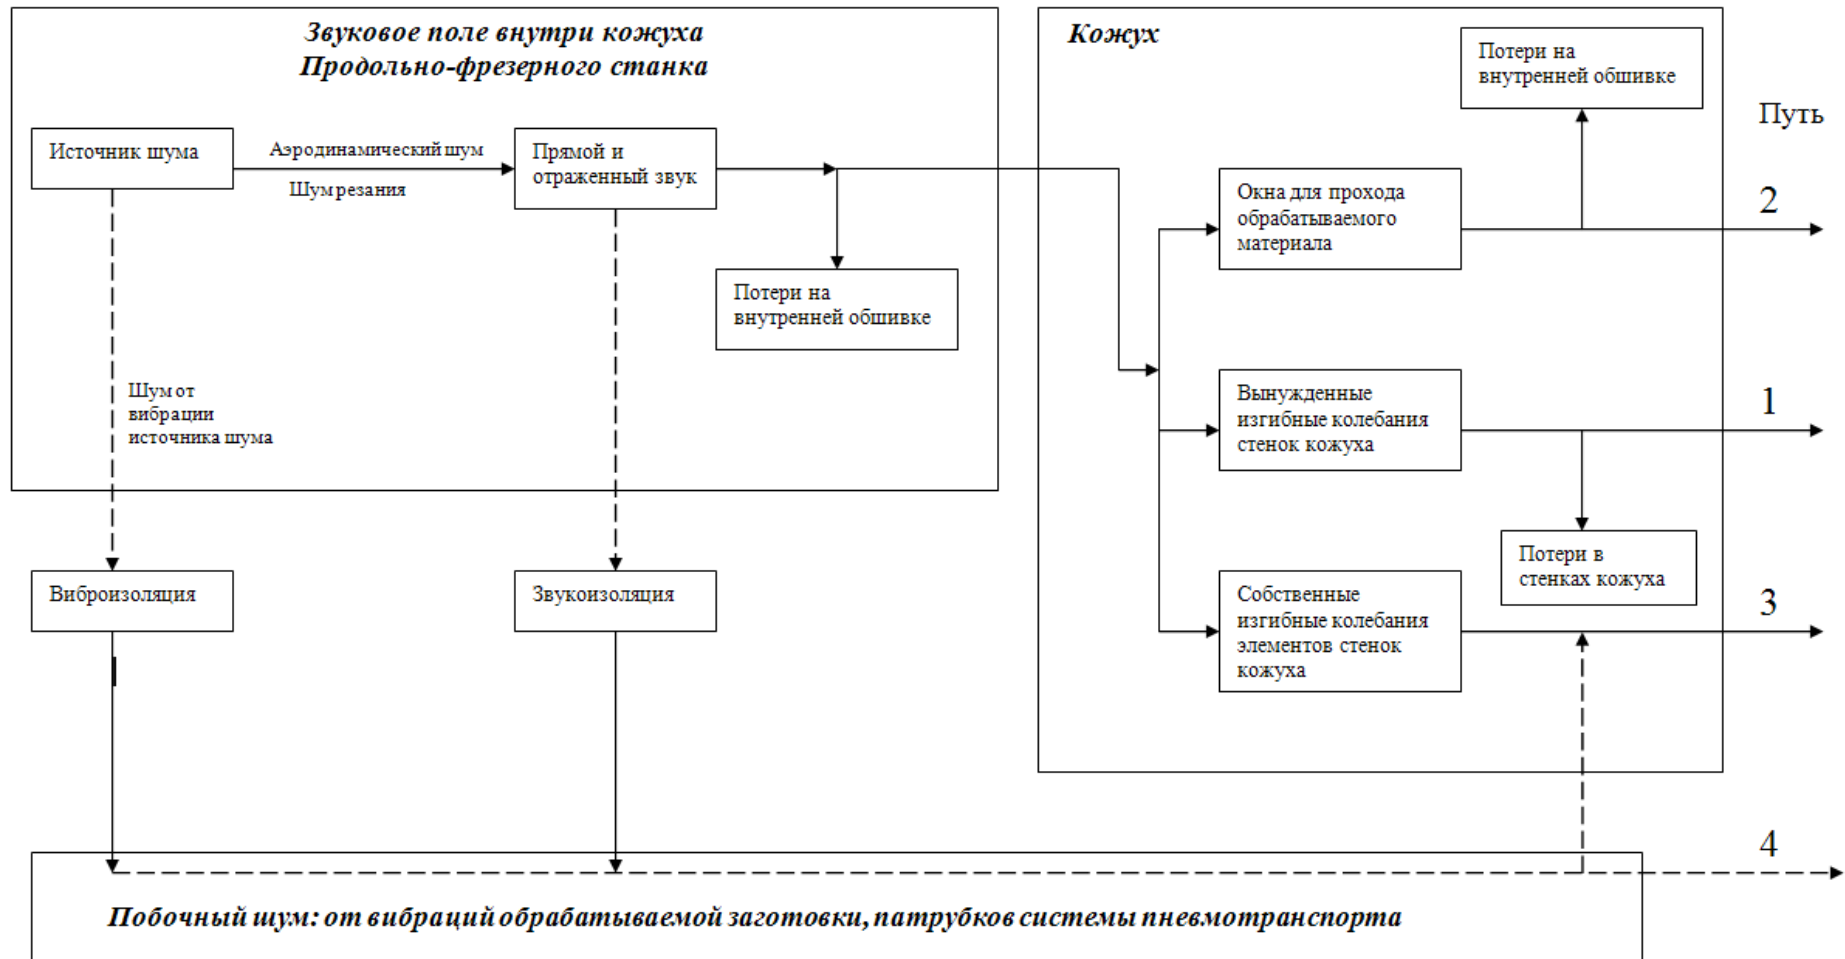 Звуковое поле внутри кожуха
Продольно-фрезерного станка
Кожух
Потери на
внутренней обшивке
Путь
Источник шума
Аэродинамический шум
Шум резания
Прямой и
отраженный звук
Окна для прохода
обрабатываемого
материала
2
Потери на
внутренней обшивке
Шум от
вибрации
источника шума
Вынужденные
изгибные колебания
стенок кожуха
1
Потери в
стенках кожуха
Виброизоляция
Звукоизоляция
Собственные
изгибные колебания
элементов стенок
кожуха
3
4
Побочный шум: от вибраций обрабатываемой заготовки, патрубков системы пневмотранспорта